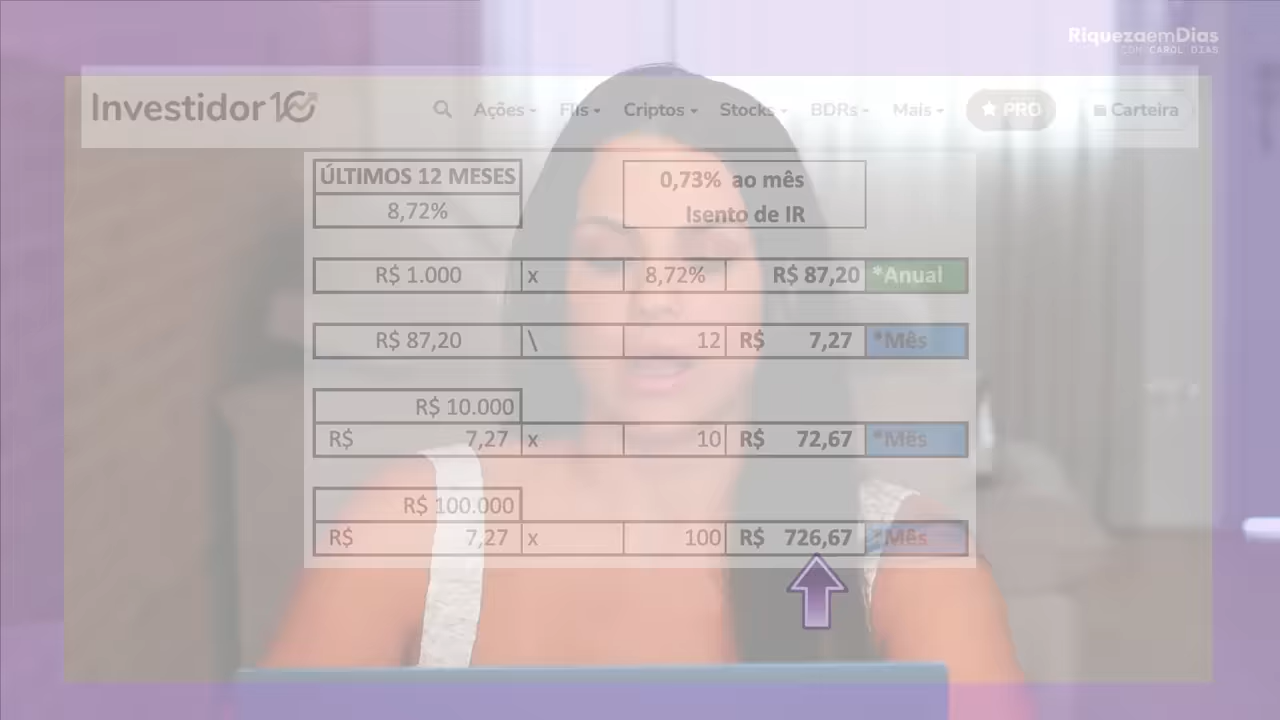 RiquezaemDias
COM CAROL DIAS
Investidor10 Ações FIIs Criptos Stocks BDRs Mais PRO Carteira
ÚLTIMOS 12 MESES
8,72%
0,73% ao mês
Isento de IR
R$ 1.000 x 8,72% R$ 87,20 *Anual
R$ 87,20 \ 12 R$ 7,27 *Mês
R$ 10.000
R$ 7,27 x 10 R$ 72,67 *Mês
R$ 100.000
R$ 7,27 x 100 R$ 726,67 *Mês